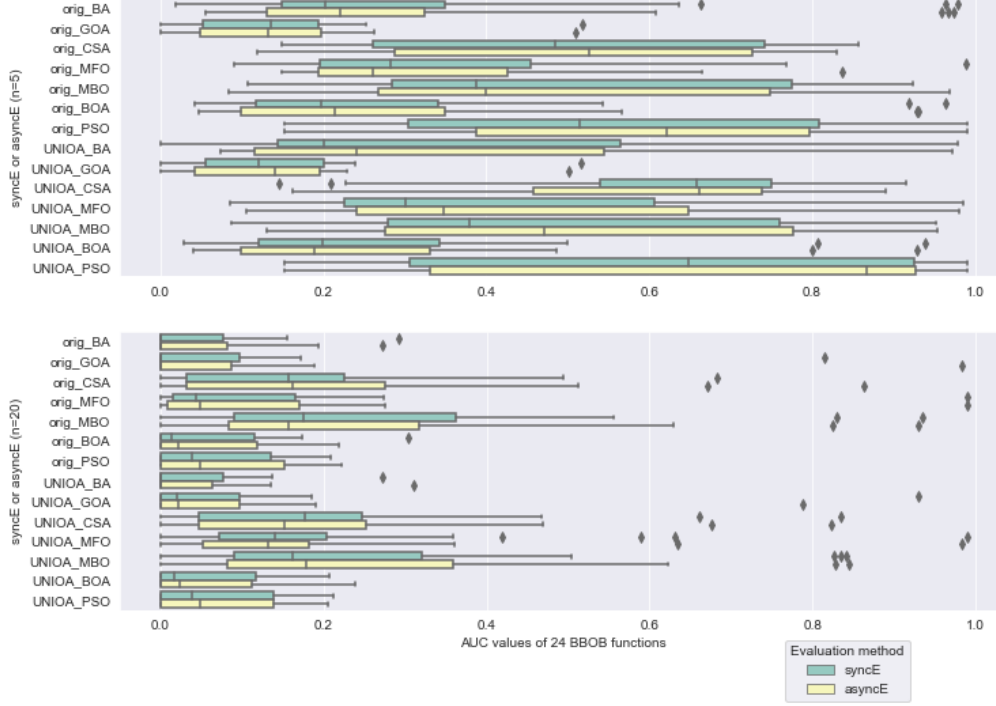 syncE or asyncE (n=5)
orig_BA
orig_GOA
orig_CSA
orig_MFO
orig_MBO
orig_BOA
orig_PSO
UNIOA_BA
UNIOA_GOA
UNIOA_CSA
UNIOA_MFO
UNIOA_MBO
UNIOA_BOA
UNIOA_PSO
0.0 0.2 0.4 0.6 0.8 1.0
syncE or asyncE (n=20)
orig_BA
orig_GOA
orig_CSA
orig_MFO
orig_MBO
orig_BOA
orig_PSO
UNIOA_BA
UNIOA_GOA
UNIOA_CSA
UNIOA_MFO
UNIOA_MBO
UNIOA_BOA
UNIOA_PSO
0.0 0.2 0.4 0.6 0.8 1.0
AUC values of 24 BBOB functions
Evaluation method
syncE
asyncE